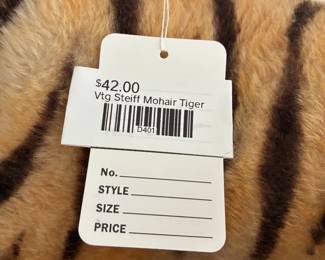 $42.00
Vtg Steiff Mohair Tiger
D401
No.
STYLE
SIZE
PRICE